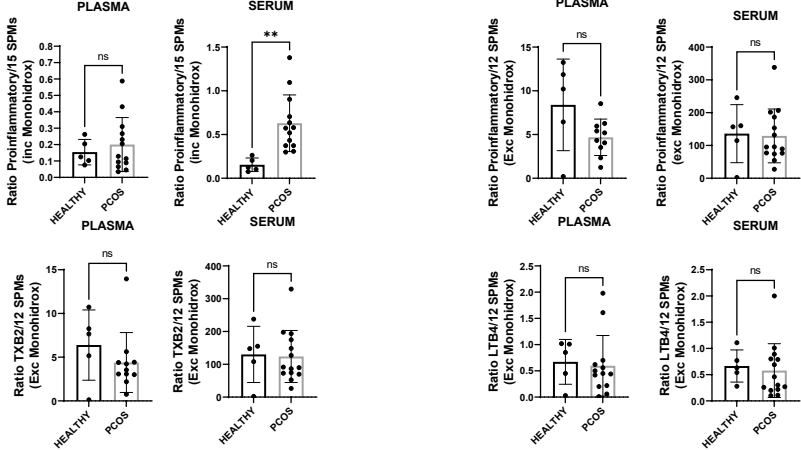 PLASMA
Ratio Proinflammatory/15 SPMs
(inc Monohidrox)
0.8
0.7
0.6
0.5
0.4
0.3
0.2
0.1
0.0
ns
HEALTHY
PCOS
SERUM
Ratio Proinflammatory/15 SPMs
(inc Monohidrox)
1.5
1.0
0.5
0.0
**
HEALTHY
PCOS
PLASMA
Ratio Proinflammatory/12 SPMs
(Exc Monohidrox)
15
10
5
0
ns
HEALTHY
PCOS
SERUM
Ratio Proinflammatory/12 SPMs
(exc Monohidrox)
400
300
200
100
0
ns
HEALTHY
PCOS
PLASMA
Ratio TXB2/12 SPMs
(Exc Monohidrox)
15
10
5
0
ns
HEALTHY
PCOS
SERUM
Ratio TXB2/12 SPMs
(Exc Monohidrox)
400
300
200
100
0
ns
HEALTHY
PCOS
PLASMA
Ratio LTB4/12 SPMs
(Exc Monohidrox)
2.5
2.0
1.5
1.0
0.5
0.0
ns
HEALTHY
PCOS
SERUM
Ratio LTB4/12 SPMs
(Exc Monohidrox)
2.5
2.0
1.5
1.0
0.5
0.0
ns
HEALTHY
PCOS